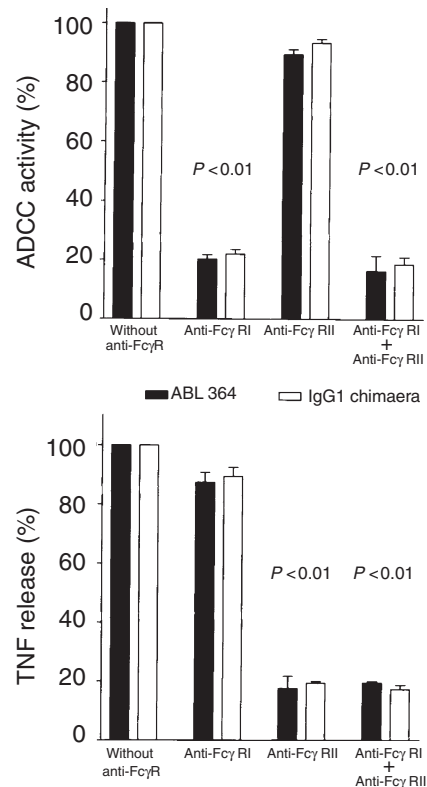 ADCC activity (%)
100
80
60
40
20
0
P < 0.01
P < 0.01
Without
anti-FcγR
Anti-Fcγ RI
Anti-Fcγ RII
Anti-Fcγ RI
+
Anti-Fcγ RII
ABL 364
IgG1 chimaera
TNF release (%)
100
80
60
40
20
0
P < 0.01
P < 0.01
Without
anti-FcγR
Anti-Fcγ RI
Anti-Fcγ RII
Anti-Fcγ RI
+
Anti-Fcγ RII